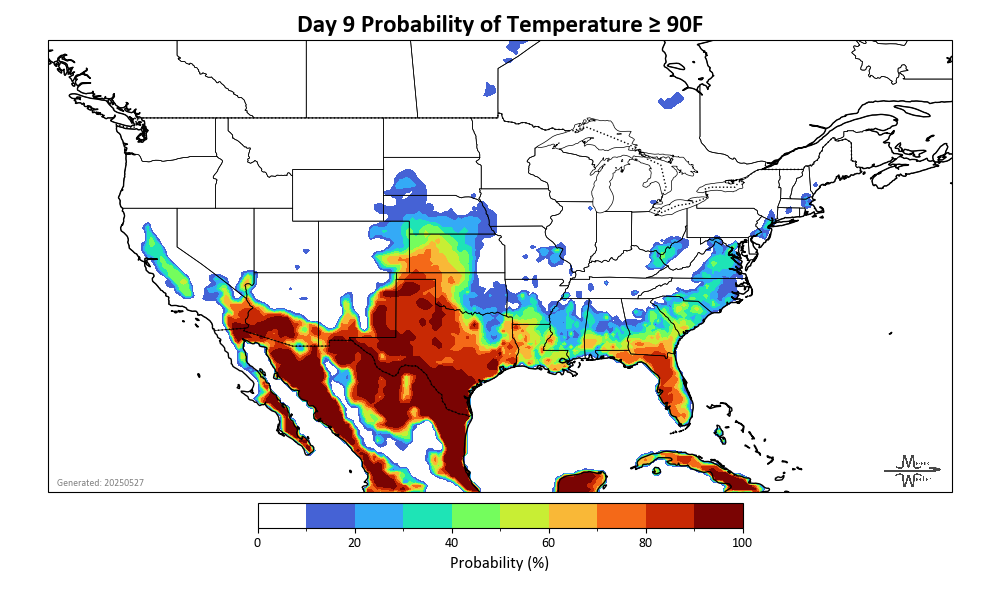 Day 9 Probability of Temperature ≥ 90F
Generated: 20250527
0 20 40 60 80 100
Probability (%)